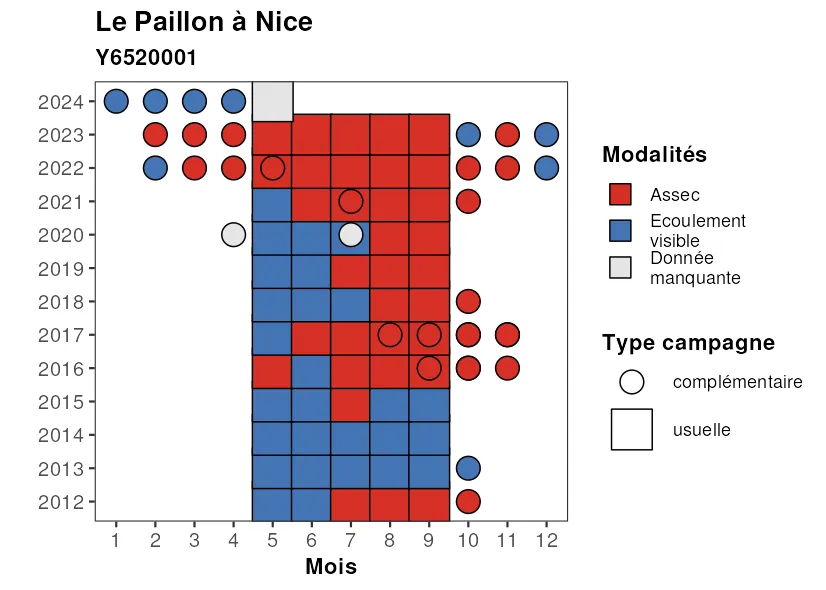 Le Paillon à Nice
Y6520001
2024
2023
2022
2021
2020
2019
2018
2017
2016
2015
2014
2013
2012
1 2 3 4 5 6 7 8 9 10 11 12
Mois
Modalités
Assec
Ecoulement
visible
Donnée
manquante
Type campagne
complémentaire
usuelle